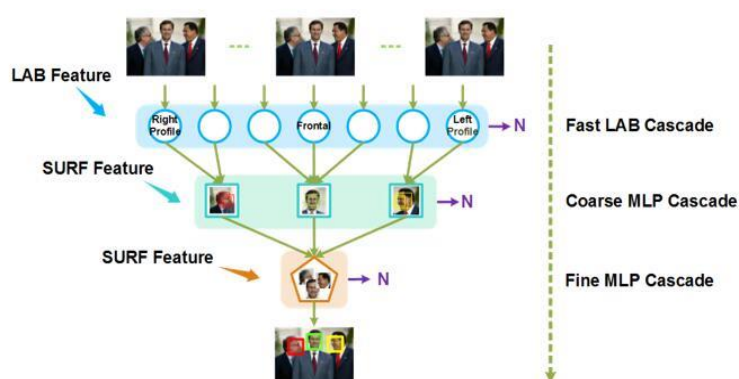 LAB Feature
Right
Profile
Frontal
Left
Profile
N
Fast LAB Cascade
SURF Feature
N
Coarse MLP Cascade
SURF Feature
N
Fine MLP Cascade